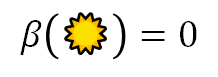 β(☀) = 0